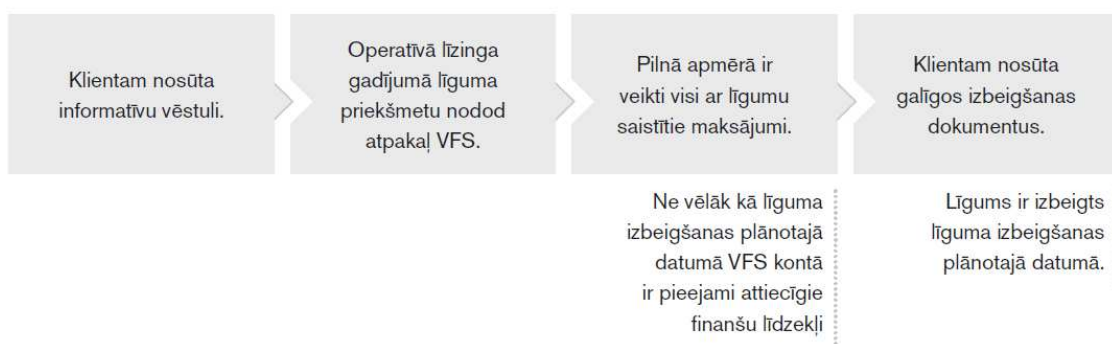 Klientam nosūta
informatīvu vēstuli.
Operatīvā līzinga
gadījumā līguma
priekšmetu nodod
atpakaļ VFS.
Pilnā apmērā ir
veikti visi ar līgumu
saistītie maksājumi.
Klientam nosūta
galīgos izbeigšanas
dokumentus.
Ne vēlāk kā līguma
izbeigšanas plānotajā
datumā VFS kontā
ir pieejami attiecīgie
finanšu līdzekļi
Līgums ir izbeigts
līguma izbeigšanas
plānotajā datumā.